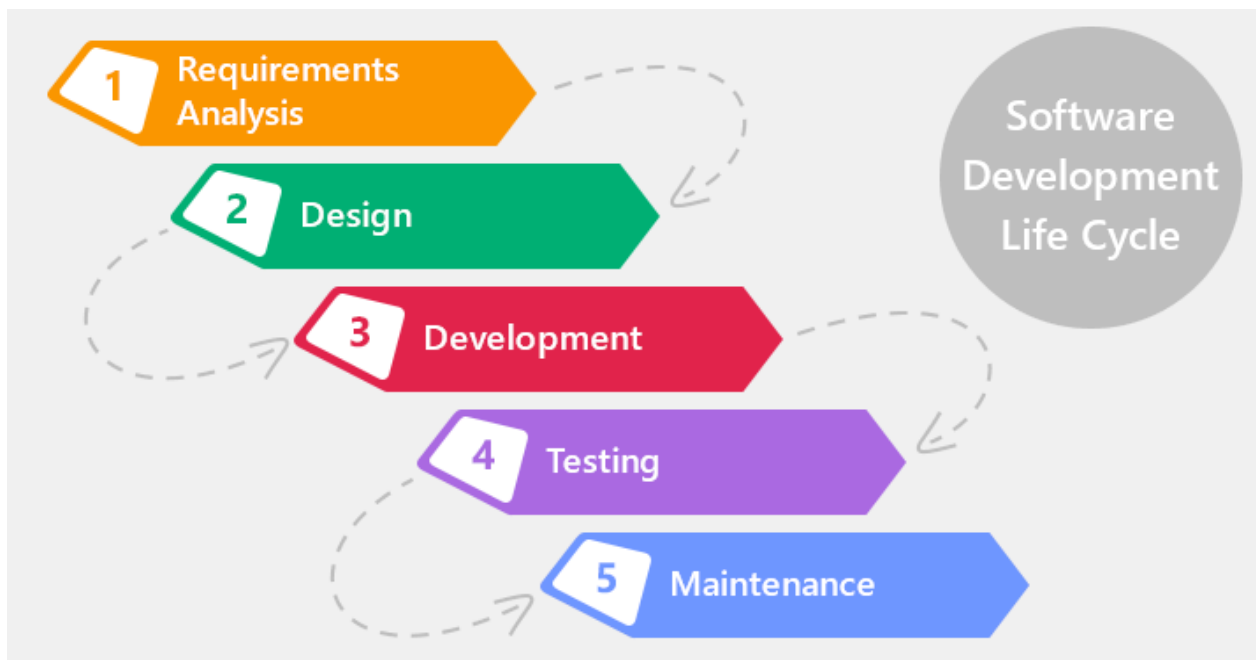 1
Requirements
Analysis
2
Design
3
Development
4
Testing
5
Maintenance
Software
Development
Life Cycle